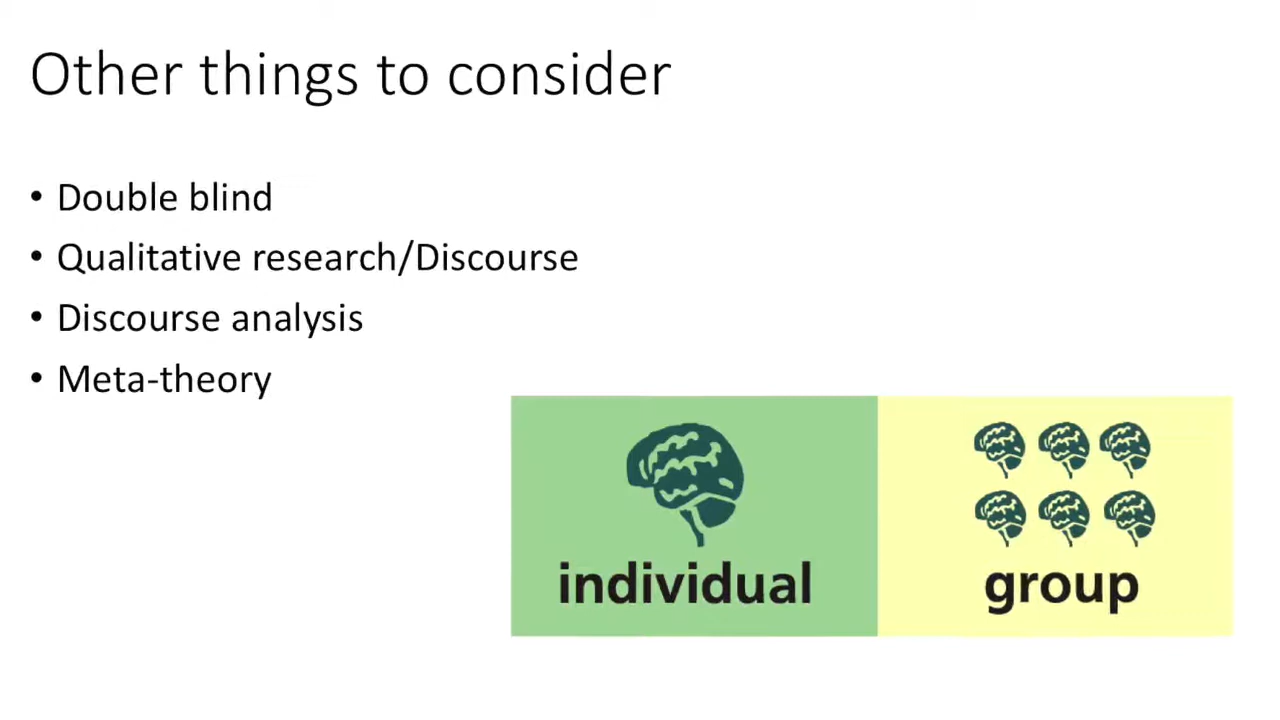 Other things to consider
• Double blind
• Qualitative research/Discourse
• Discourse analysis
• Meta-theory
individual
group